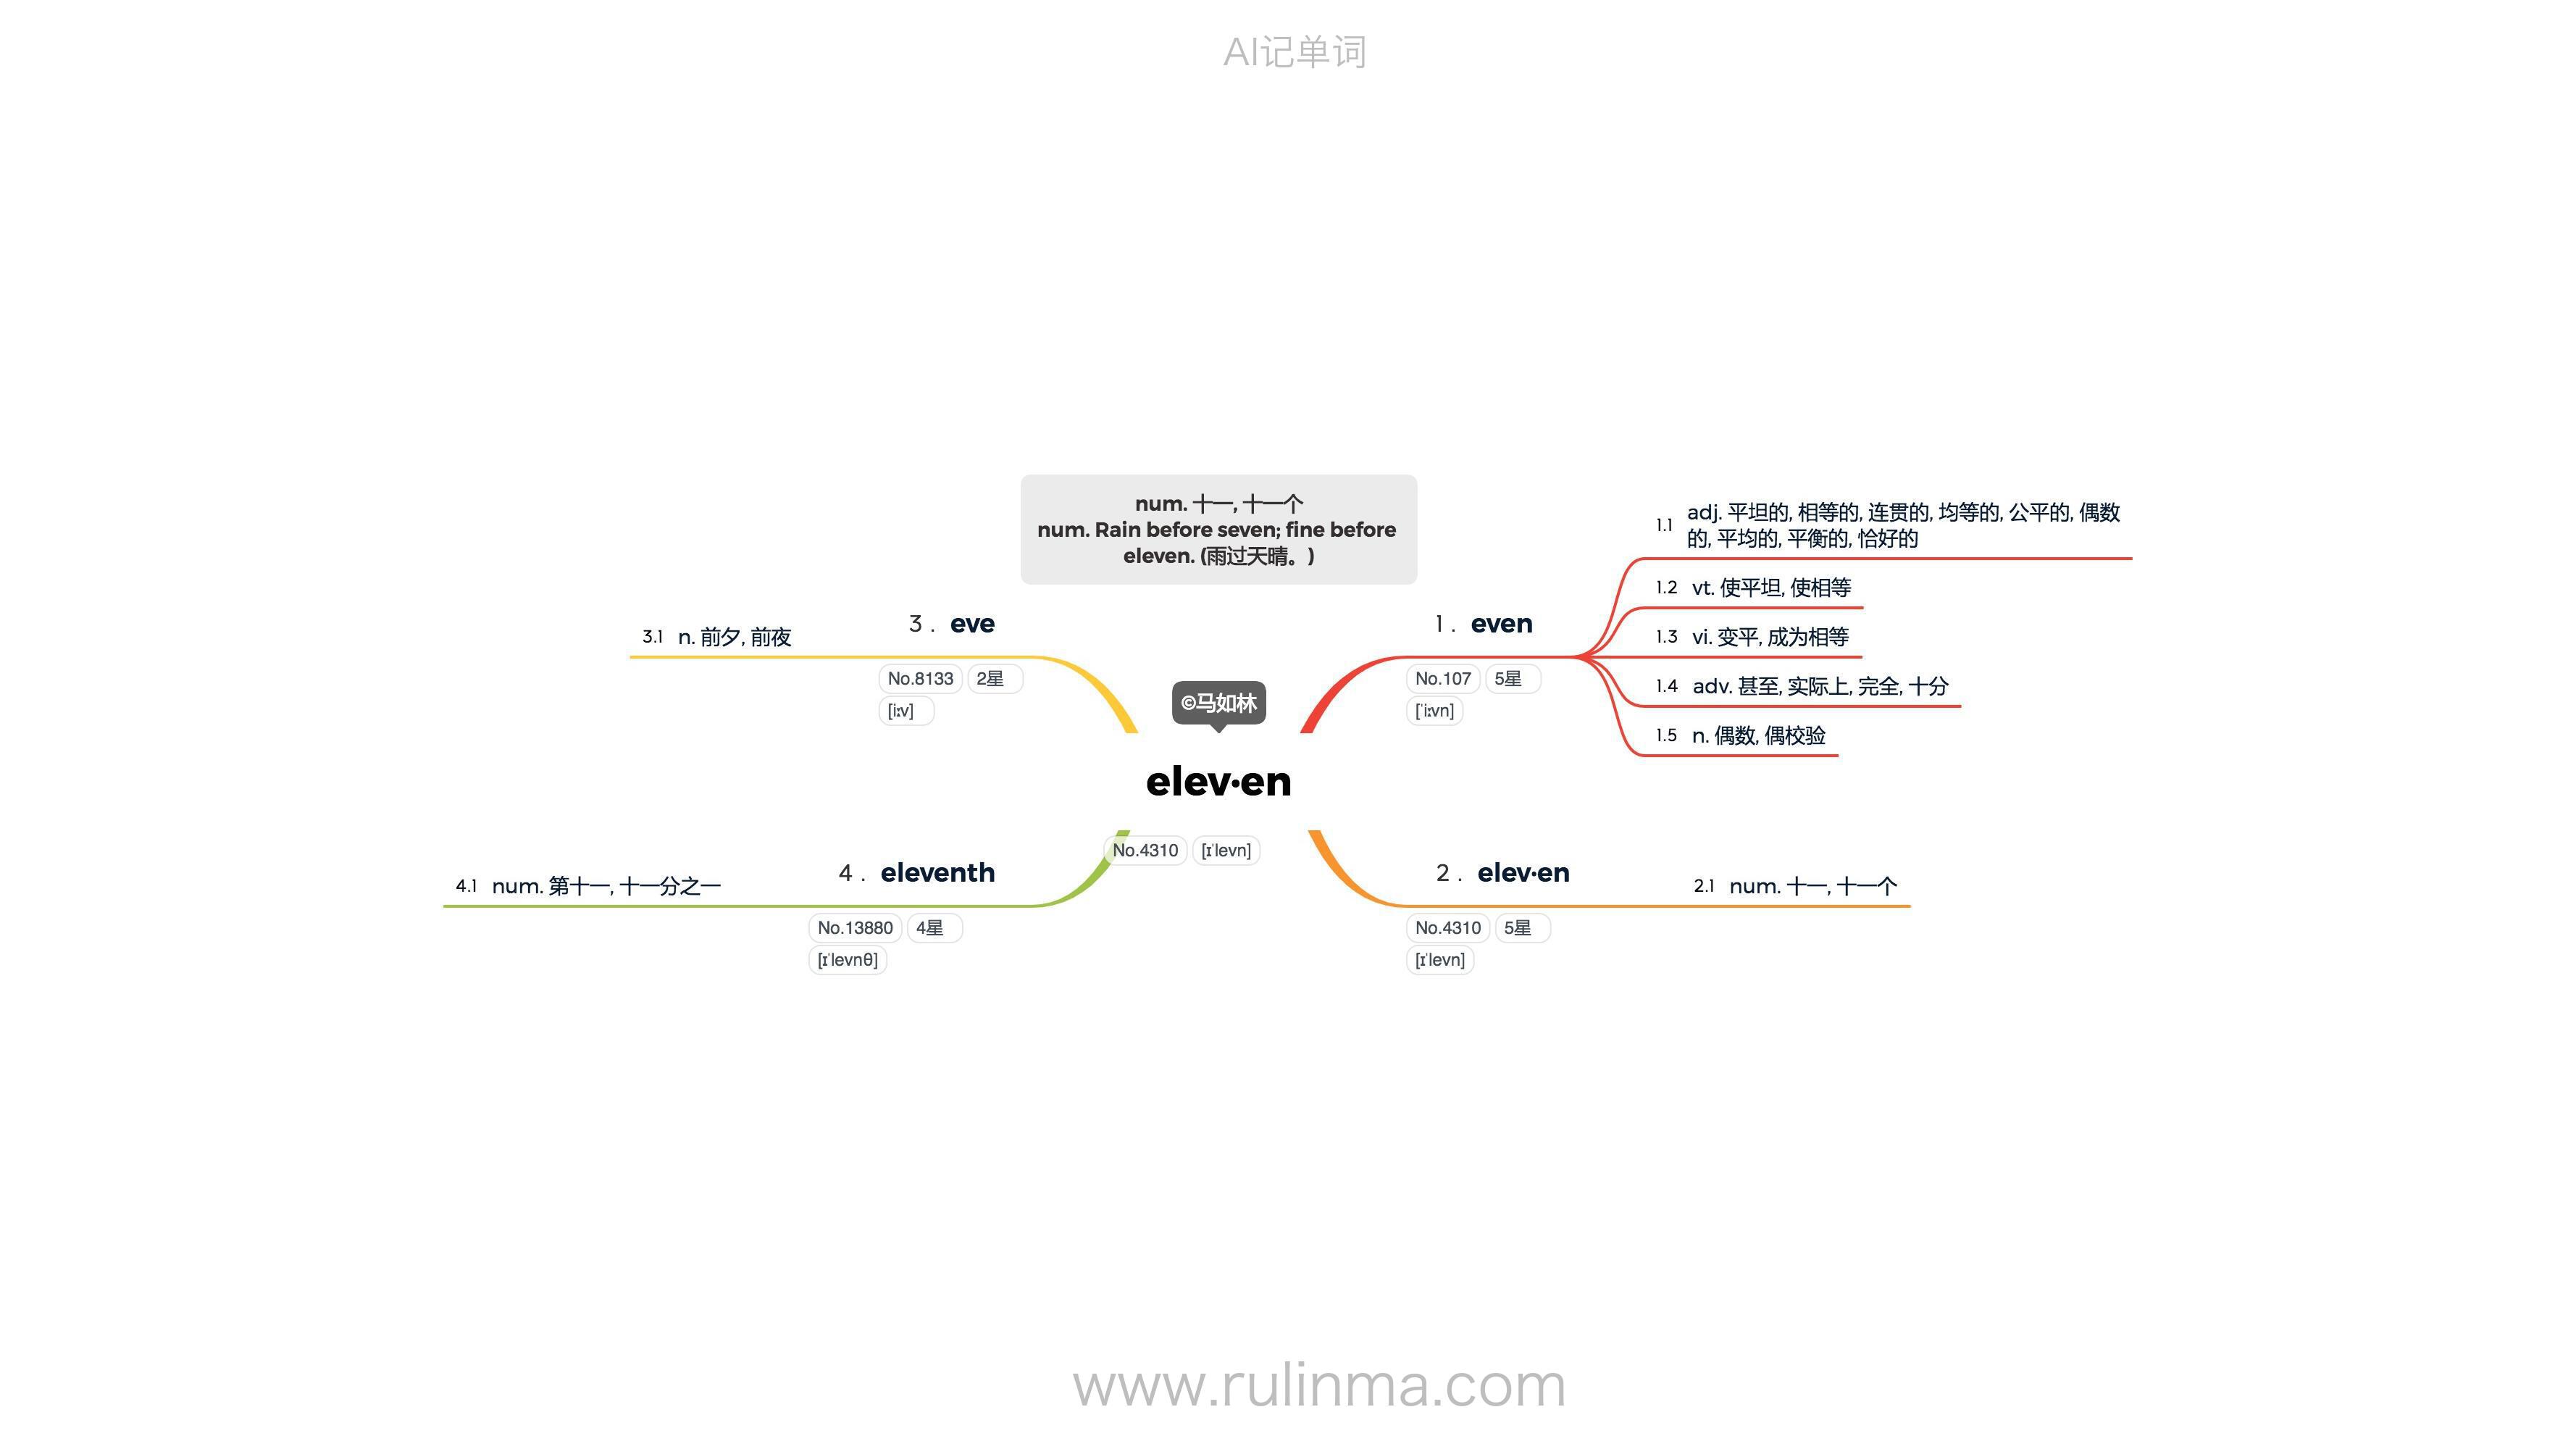 AI记单词
num. 十一, 十一个
num. Rain before seven; fine before
eleven. (雨过天晴。)
©马如林
elev·en
No.4310 [ɪˈlevn]
1 . even
No.107 5星
[ˈiːvn]
1.1 adj. 平坦的, 相等的, 连贯的, 均等的, 公平的, 偶数
的, 平均的, 平衡的, 恰好的
1.2 vt. 使平坦, 使相等
1.3 vi. 变平, 成为相等
1.4 adv. 甚至, 实际上, 完全, 十分
1.5 n. 偶数, 偶校验
2 . elev·en
No.4310 5星
[ɪˈlevn]
2.1 num. 十一, 十一个
3 . eve
No.8133 2星
[iːv]
3.1 n. 前夕, 前夜
4 . eleventh
No.13880 4星
[ɪˈlevnθ]
4.1 num. 第十一, 十一分之一
www.rulinma.com